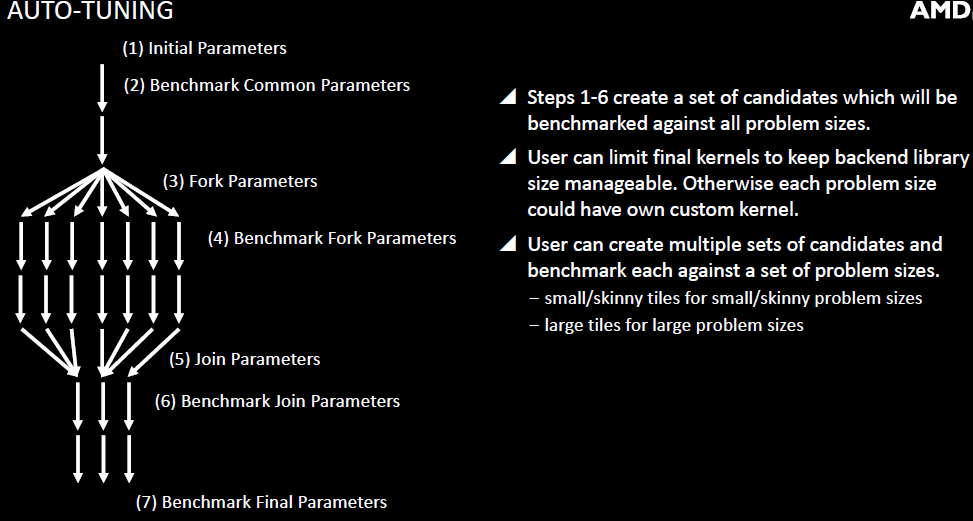 AUTO-TUNING
AMD
(1) Initial Parameters
(2) Benchmark Common Parameters
(3) Fork Parameters
(4) Benchmark Fork Parameters
(5) Join Parameters
(6) Benchmark Join Parameters
(7) Benchmark Final Parameters
Steps 1-6 create a set of candidates which will be
benchmarked against all problem sizes.
User can limit final kernels to keep backend library
size manageable. Otherwise each problem size
could have own custom kernel.
User can create multiple sets of candidates and
benchmark each against a set of problem sizes.
– small/skinny tiles for small/skinny problem sizes
– large tiles for large problem sizes